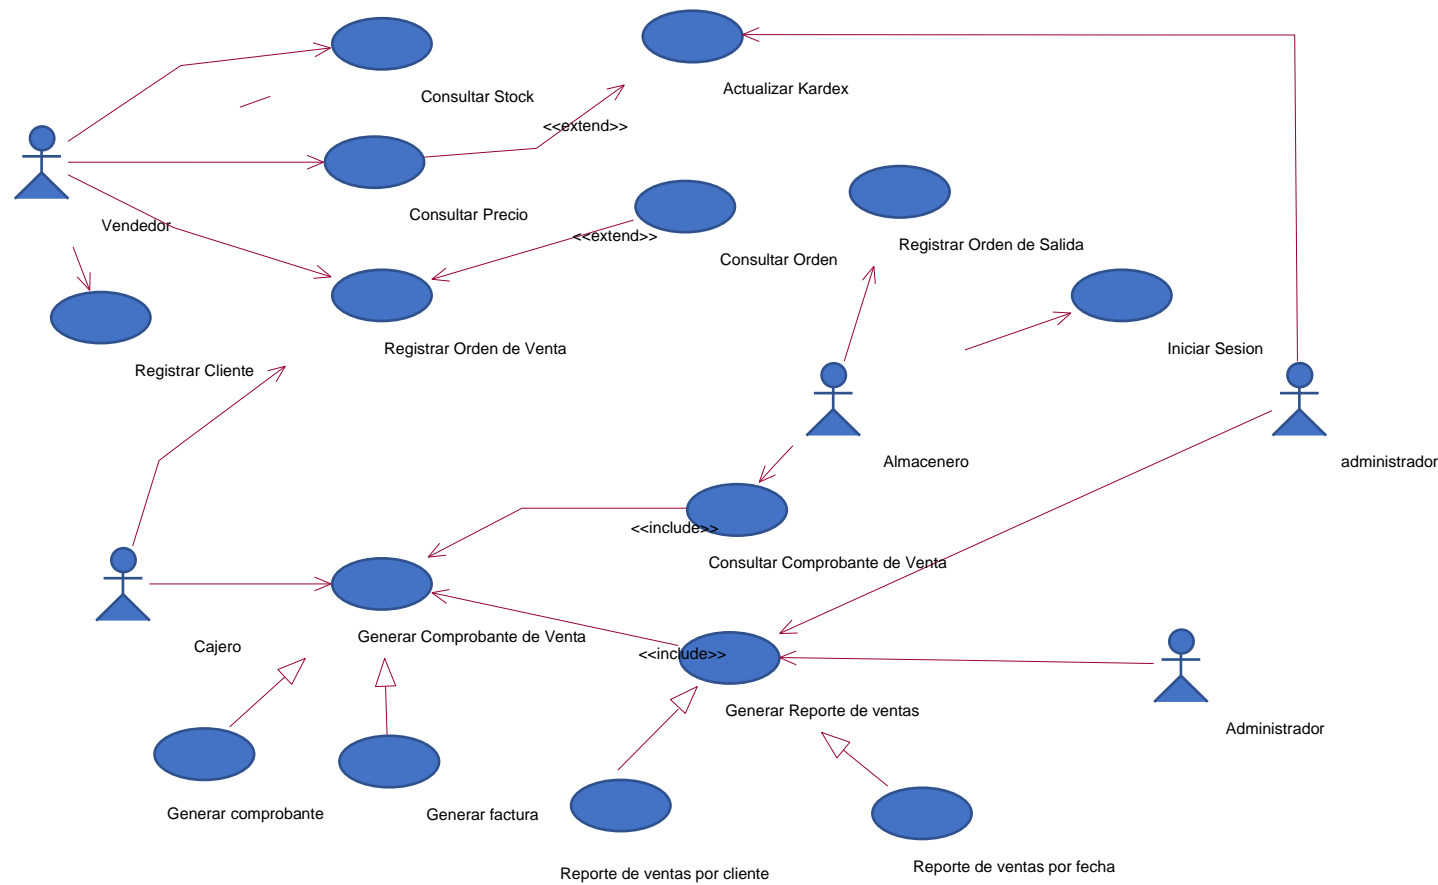 Consultar Stock
Actualizar Kardex
<<extend>>
Consultar Precio
Vendedor
<<extend>>
Registrar Orden de Salida
Consultar Orden
Registrar Orden de Venta
Iniciar Sesion
Registrar Cliente
Almacenero
administrador
<<include>>
Consultar Comprobante de Venta
Generar Comprobante de Venta
Cajero
<<include>>
Generar Reporte de ventas
Administrador
Generar comprobante
Generar factura
Reporte de ventas por fecha
Reporte de ventas por cliente